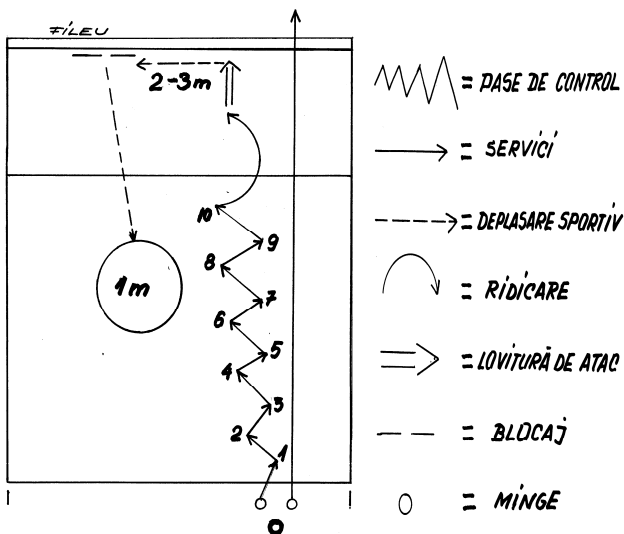 FILEU
2-3m
10
9
8
1m
7
6
5
4
3
2
1
= PASE DE CONTROL
= SERVICI
= DEPLASARE SPORTIV
= RIDICARE
= LOVITURĂ DE ATAC
= BLOCAJ
= MINGE